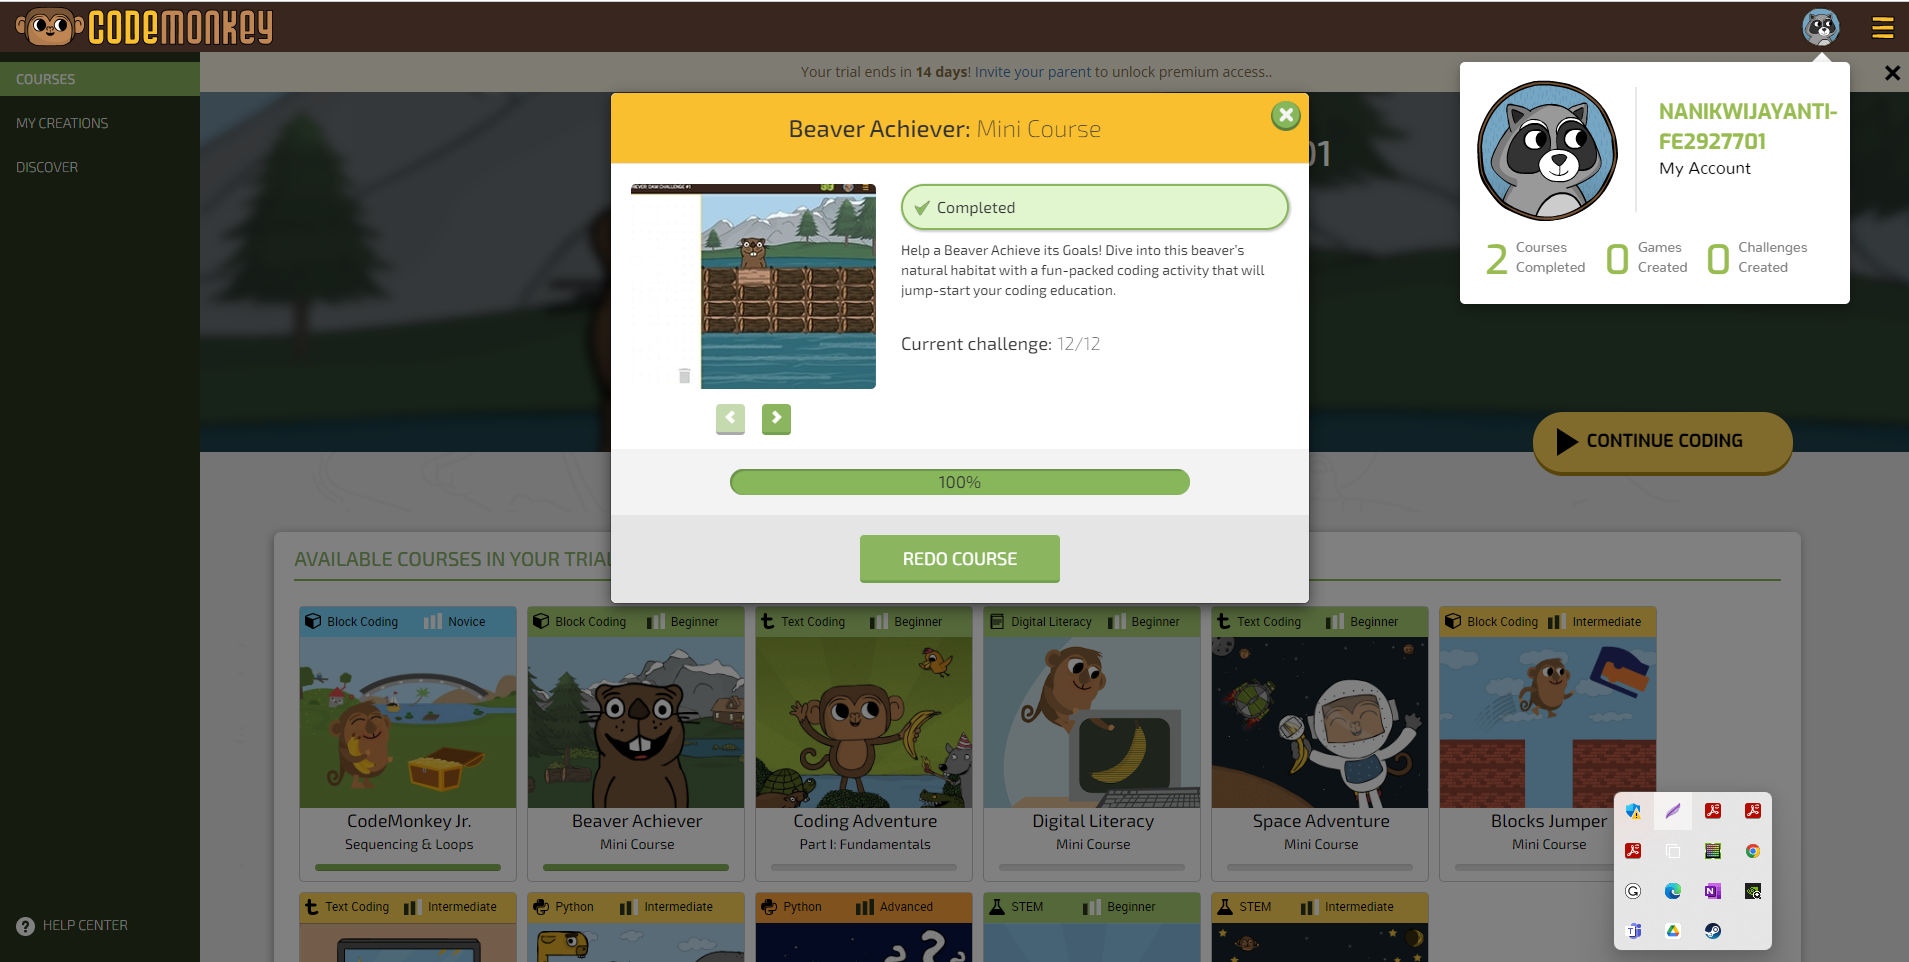 CODEMONKEY
COURSES
MY CREATIONS
DISCOVER
HELP CENTER
Your trial ends in 14 days! Invite your parent to unlock premium access..
NANIKWIJAYANTI-
FE2927701
My Account
2 Courses Completed
0 Games Created
0 Challenges Created
01
Beaver Achiever: Mini Course
Completed
Help a Beaver Achieve its Goals! Dive into this beaver's
natural habitat with a fun-packed coding activity that will
jump-start your coding education.
Current challenge: 12/12
100%
REDO COURSE
CONTINUE CODING
AVAILABLE COURSES IN YOUR TRIAL
Block Coding Novice
CodeMonkey Jr.
Sequencing & Loops
Block Coding Beginner
Beaver Achiever
Mini Course
Text Coding Beginner
Coding Adventure
Part I: Fundamentals
Digital Literacy Beginner
Digital Literacy
Mini Course
Text Coding Beginner
Space Adventure
Mini Course
Block Coding Intermediate
Blocks Jumper
Mini Course
Text Coding Intermediate
Python Intermediate
Python Advanced
STEM Beginner
STEM Intermediate